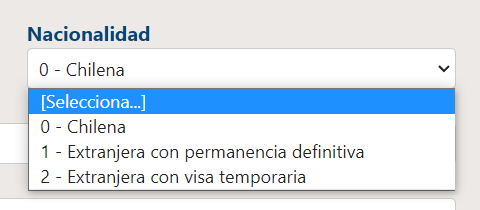 Nacionalidad
0 - Chilena
[Selecciona...]
0 - Chilena
1 - Extranjera con permanencia definitiva
2 - Extranjera con visa temporaria